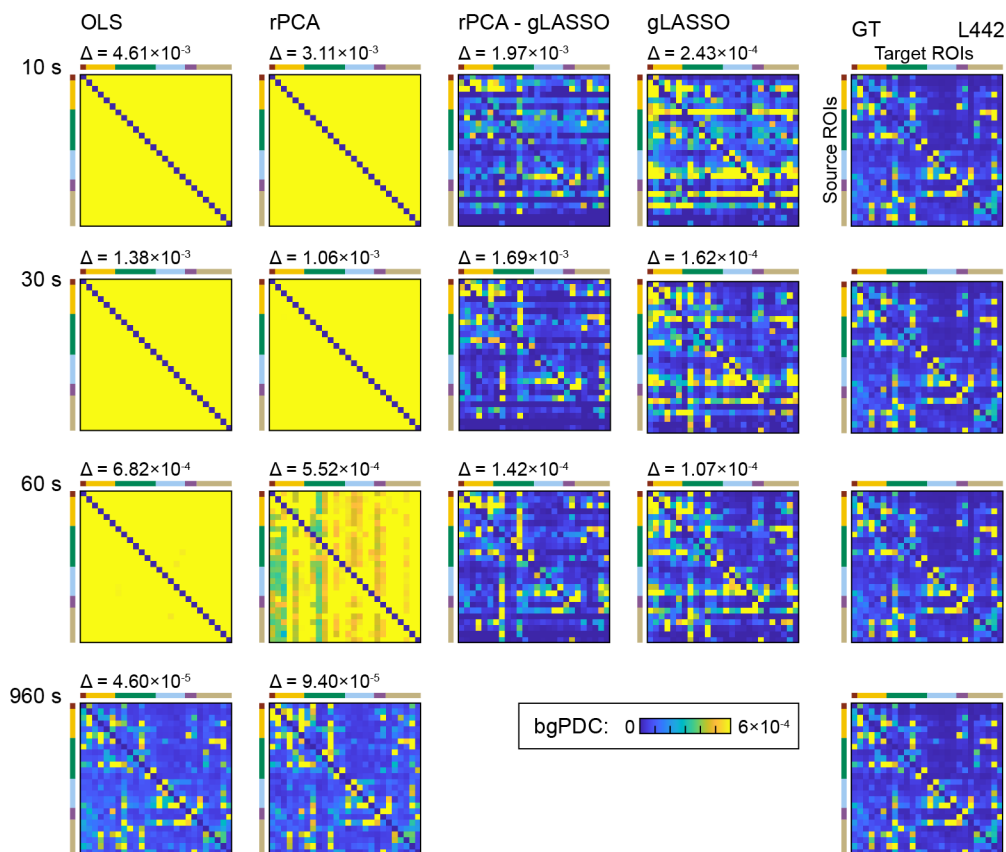 OLS rPCA rPCA - gLASSO gLASSO GT L442
Δ = 4.61×10⁻³ Δ = 3.11×10⁻³ Δ = 1.97×10⁻³ Δ = 2.43×10⁻⁴ Target ROIs
10 s
Source ROIs
Δ = 1.38×10⁻³ Δ = 1.06×10⁻³ Δ = 1.69×10⁻³ Δ = 1.62×10⁻⁴
30 s
Δ = 6.82×10⁻⁴ Δ = 5.52×10⁻⁴ Δ = 1.42×10⁻⁴ Δ = 1.07×10⁻⁴
60 s
Δ = 4.60×10⁻⁵ Δ = 9.40×10⁻⁵
960 s
bgPDC: 0 6×10⁻⁴